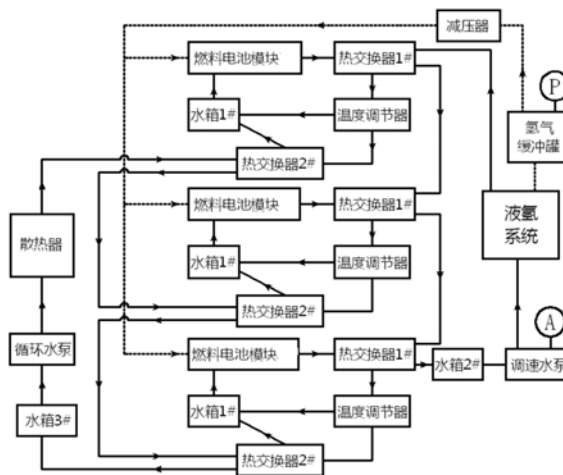 减压器
燃料电池模块
热交换器1#
P
水箱1#
温度调节器
氢气
缓冲罐
热交换器2#
燃料电池模块
热交换器1#
散热器
液氢
系统
水箱1#
温度调节器
热交换器2#
A
循环水泵
燃料电池模块
热交换器1#
水箱2#
调速水泵
水箱3#
水箱1#
温度调节器
热交换器2#